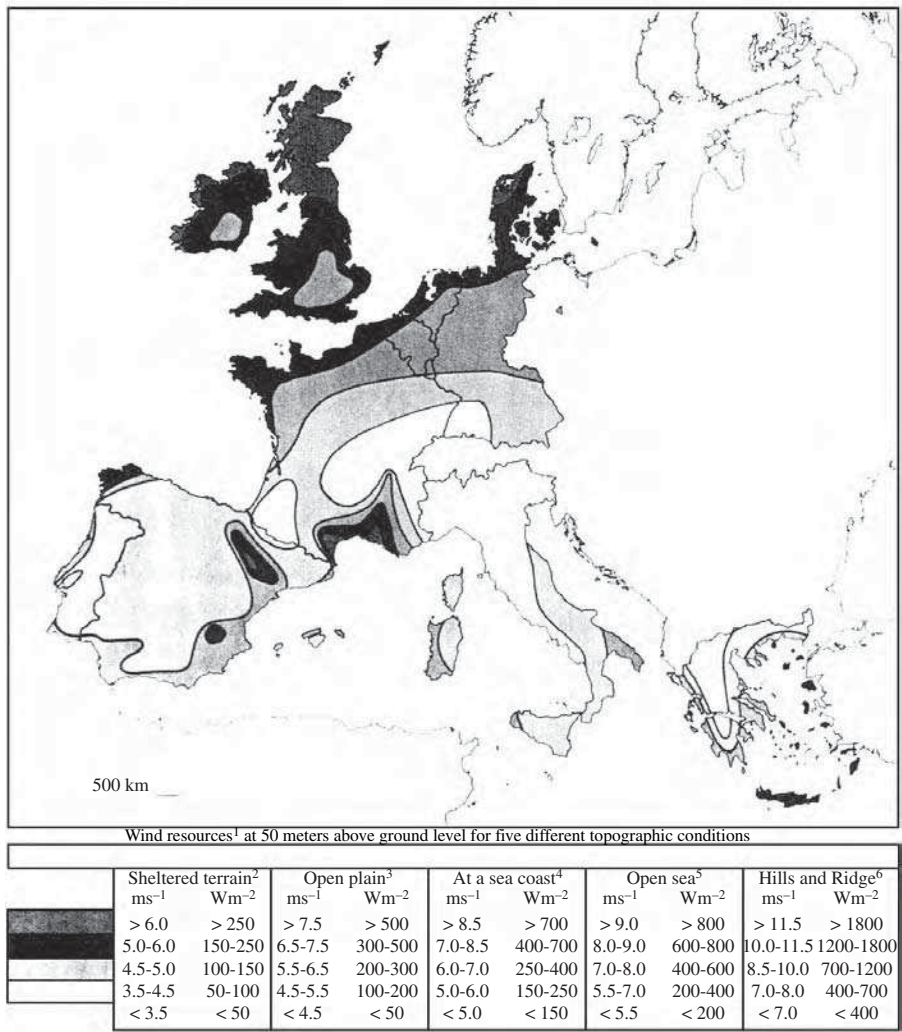 500 km
Wind resources¹ at 50 meters above ground level for five different topographic conditions
Sheltered terrain² Open plain³ At a sea coast⁴ Open sea⁵ Hills and Ridge⁶
ms⁻¹ Wm⁻² ms⁻¹ Wm⁻² ms⁻¹ Wm⁻² ms⁻¹ Wm⁻² ms⁻¹ Wm⁻²
> 6.0 > 250 > 7.5 > 500 > 8.5 > 700 > 9.0 > 800 > 11.5 > 1800
5.0-6.0 150-250 6.5-7.5 300-500 7.0-8.5 400-700 8.0-9.0 600-800 10.0-11.5 1200-1800
4.5-5.0 100-150 5.5-6.5 200-300 6.0-7.0 250-400 7.0-8.0 400-600 8.5-10.0 700-1200
3.5-4.5 50-100 4.5-5.5 100-200 5.0-6.0 150-250 5.5-7.0 200-400 7.0-8.0 400-700
< 3.5 < 50 < 4.5 < 50 < 5.0 < 150 < 5.5 < 200 < 7.0 < 400